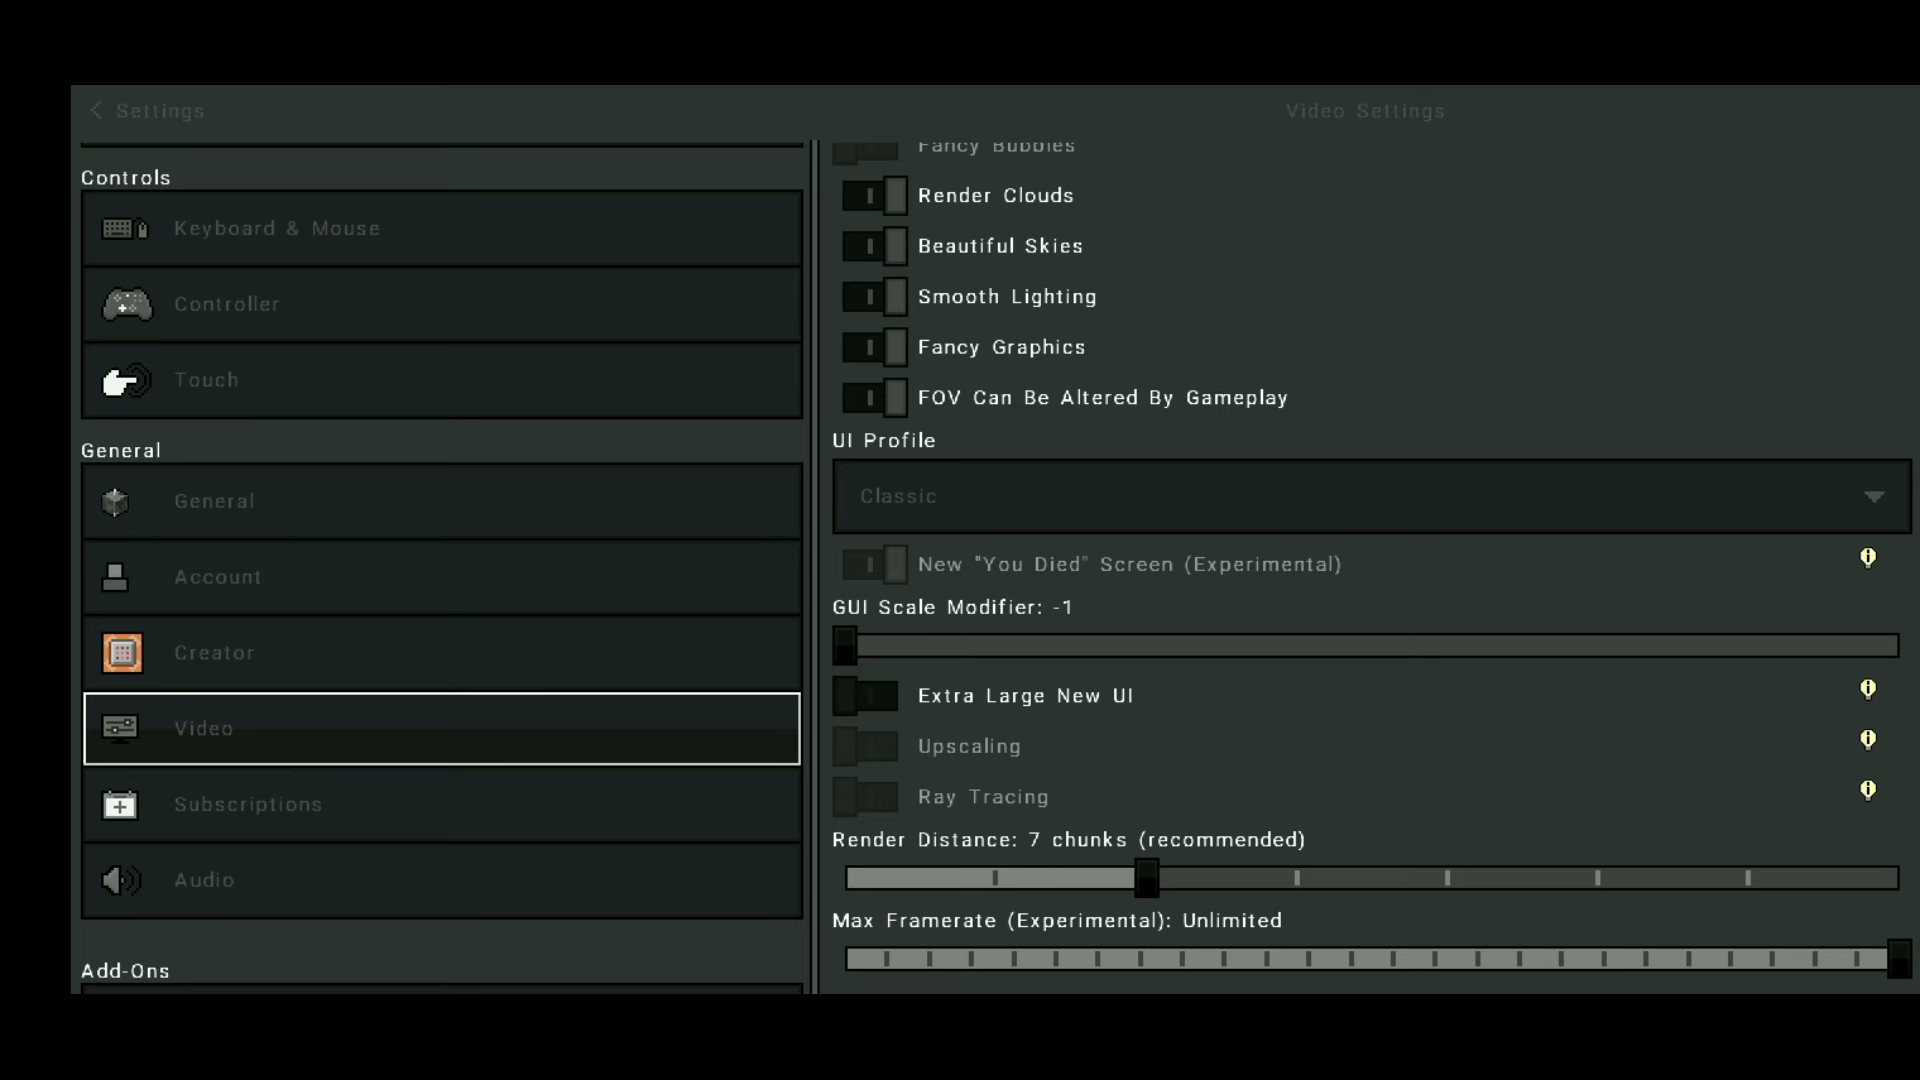 Settings
Video Settings
Controls
Keyboard & Mouse
Controller
Touch
General
General
Account
Creator
Video
Subscriptions
Audio
Add-Ons
Fancy Bubbles
Render Clouds
Beautiful Skies
Smooth Lighting
Fancy Graphics
FOV Can Be Altered By Gameplay
UI Profile
Classic
New "You Died" Screen (Experimental)
GUI Scale Modifier: -1
Extra Large New UI
Upscaling
Ray Tracing
Render Distance: 7 chunks (recommended)
Max Framerate (Experimental): Unlimited